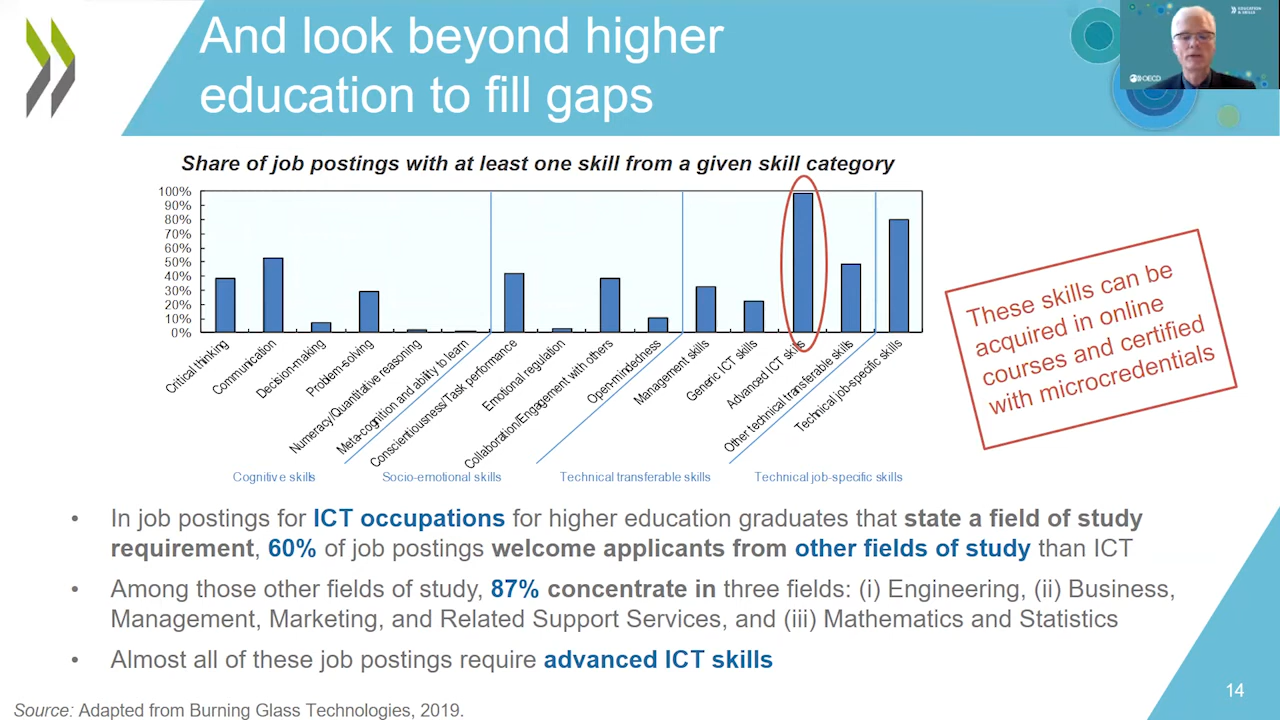 And look beyond higher
education to fill gaps
EDUCATION
& SKILLS
OECD
Share of job postings with at least one skill from a given skill category
100%
90%
80%
70%
60%
50%
40%
30%
20%
10%
0%
Critical thinking
Communication
Decision-making
Problem-solving
Numeracy/Quantitative reasoning
Meta-cognition and ability to learn
Conscientiousness/Task performance
Emotional regulation
Collaboration/Engagement with others
Open-mindedness
Management skills
Generic ICT skills
Advanced ICT skills
Other technical transferable skills
Technical job-specific skills
Cognitive skills
Socio-emotional skills
Technical transferable skills
Technical job-specific skills
These skills can be
acquired in online
courses and certified
with microcredentials
• In job postings for ICT occupations for higher education graduates that state a field of study
requirement, 60% of job postings welcome applicants from other fields of study than ICT
• Among those other fields of study, 87% concentrate in three fields: (i) Engineering, (ii) Business,
Management, Marketing, and Related Support Services, and (iii) Mathematics and Statistics
• Almost all of these job postings require advanced ICT skills
14
Source: Adapted from Burning Glass Technologies, 2019.